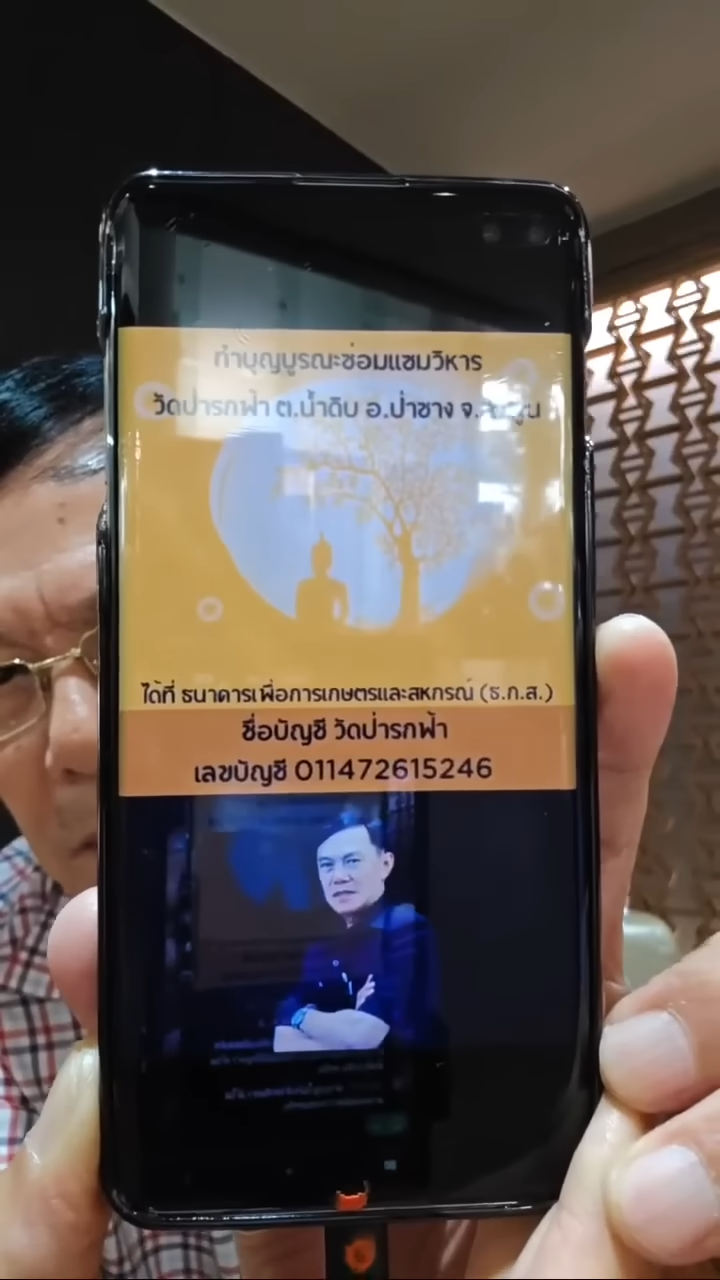 ทำบุญบูรณะซ่อมแซมวิหาร
วัดป่ารกฟ้า ต.น้ำดิบ อ.ป่าซาง
ได้ที่ ธนาคารเพื่อการเกษตรและสหกรณ์ (ธ.ก.ส.)
ชื่อบัญชี วัดป่ารกฟ้า
เลขบัญชี 011472615246